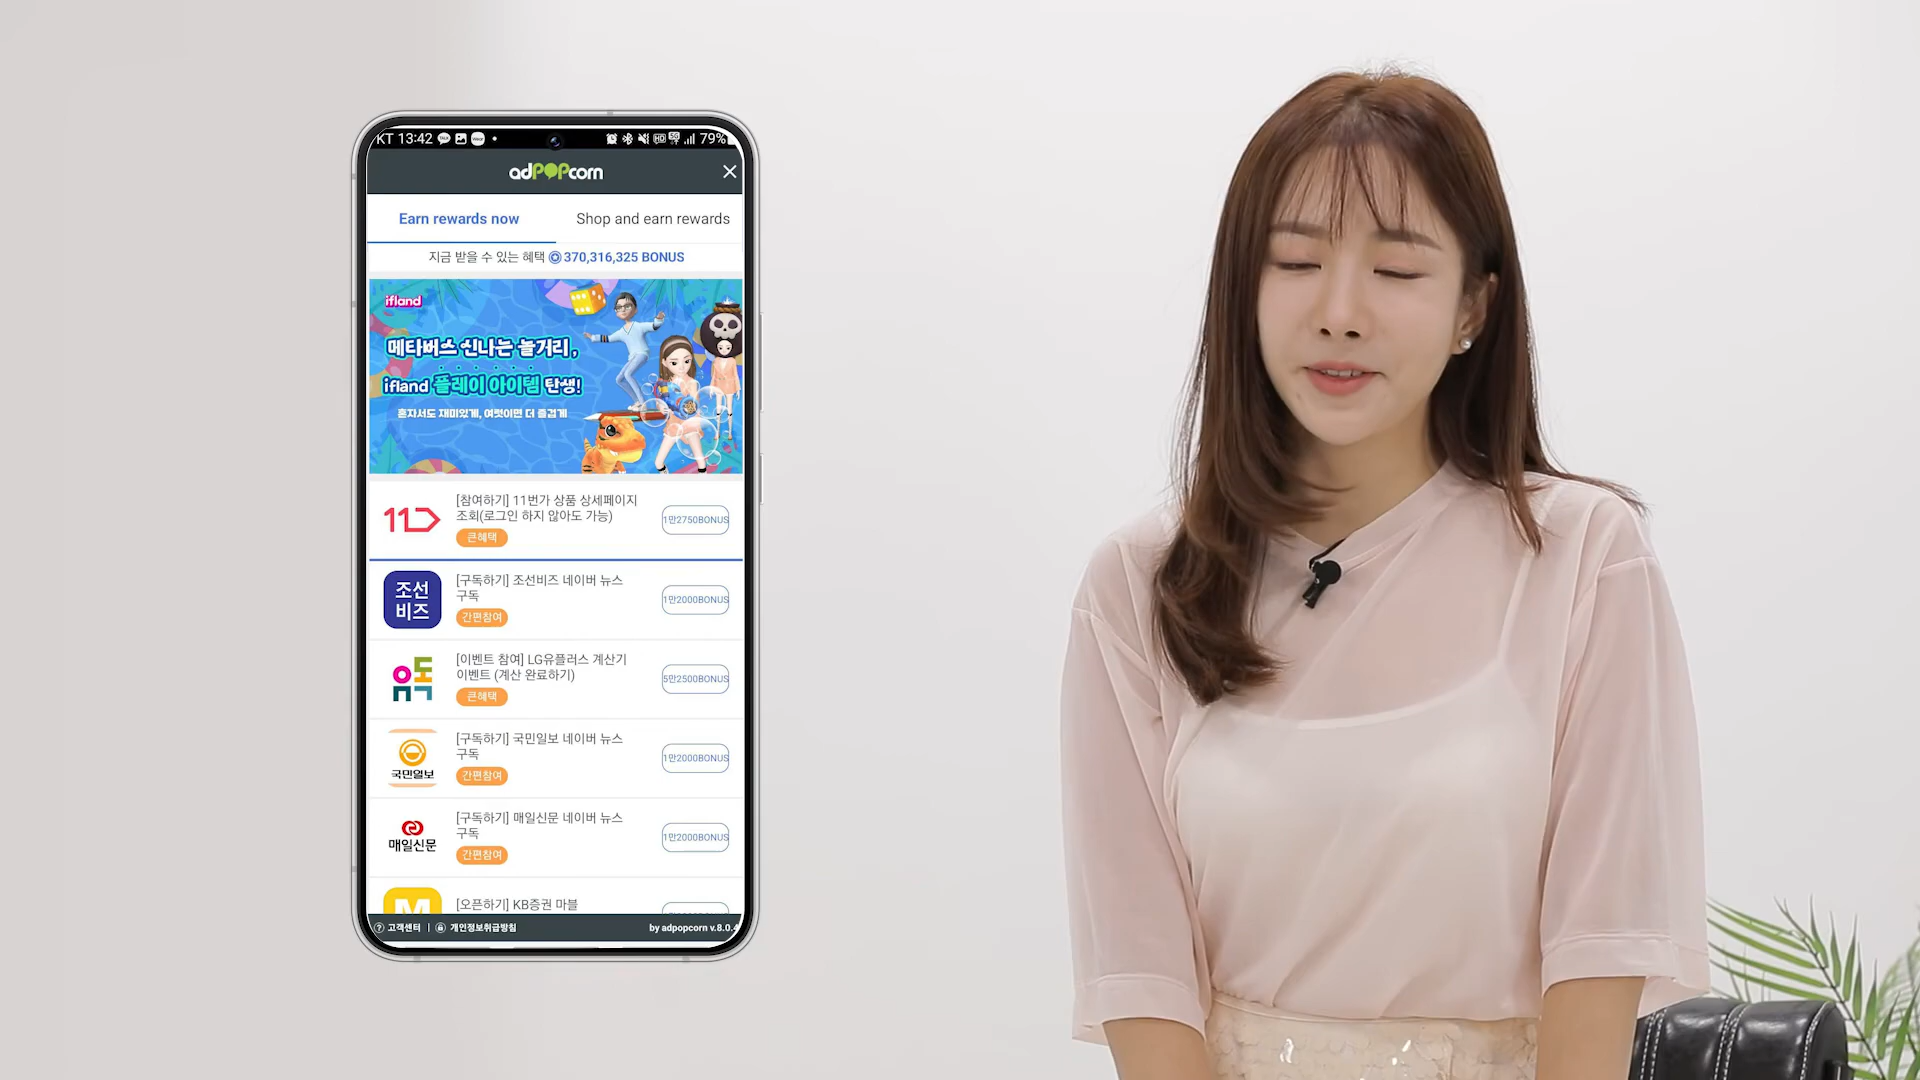 KT 13:42
79%
adPOPcorn
Earn rewards now
Shop and earn rewards
지금 받을 수 있는 혜택 370,316,325 BONUS
ifland
메타버스 신나는 놀거리,
ifland 플레이 아이템 탄생!
혼자서도 재미있게, 여럿이면 더 즐겁게
11
[참여하기] 11번가 상품 상세페이지
조회(로그인 하지 않아도 가능)
큰혜택
1만2750BONUS
조선
비즈
[구독하기] 조선비즈 네이버 뉴스
구독
간편참여
1만2000BONUS
유독
[이벤트 참여] LG유플러스 계산기
이벤트 (계산 완료하기)
큰혜택
5만2500BONUS
국민일보
[구독하기] 국민일보 네이버 뉴스
구독
간편참여
1만2000BONUS
매일신문
[구독하기] 매일신문 네이버 뉴스
구독
간편참여
1만2000BONUS
M
[오픈하기] KB증권 마블
고객센터 | 개인정보취급방침
by adpopcorn v.8.0.4